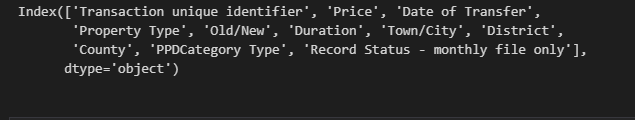 Index(['Transaction unique identifier', 'Price', 'Date of Transfer',
'Property Type', 'Old/New', 'Duration', 'Town/City', 'District',
'County', 'PPDCategory Type', 'Record Status - monthly file only'],
dtype='object')